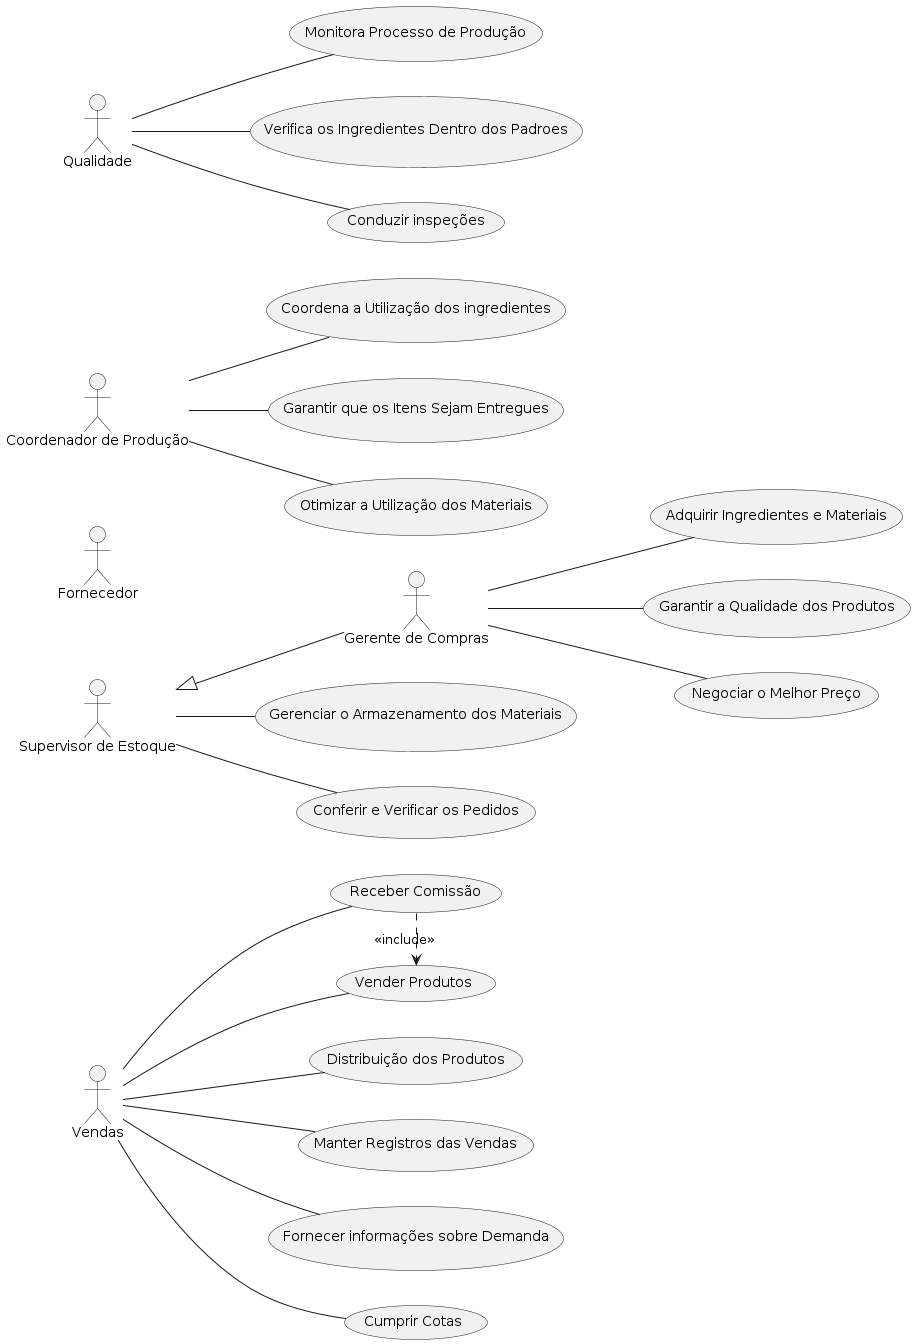 Monitora Processo de Produção
Verifica os Ingredientes Dentro dos Padroes
Qualidade
Conduzir inspeções
Coordena a Utilização dos ingredientes
Garantir que os Itens Sejam Entregues
Coordenador de Produção
Otimizar a Utilização dos Materiais
Adquirir Ingredientes e Materiais
Fornecedor
Garantir a Qualidade dos Produtos
Gerente de Compras
Negociar o Melhor Preço
Gerenciar o Armazenamento dos Materiais
Supervisor de Estoque
Conferir e Verificar os Pedidos
Receber Comissão
«include»
Vender Produtos
Distribuição dos Produtos
Vendas
Manter Registros das Vendas
Fornecer informações sobre Demanda
Cumprir Cotas